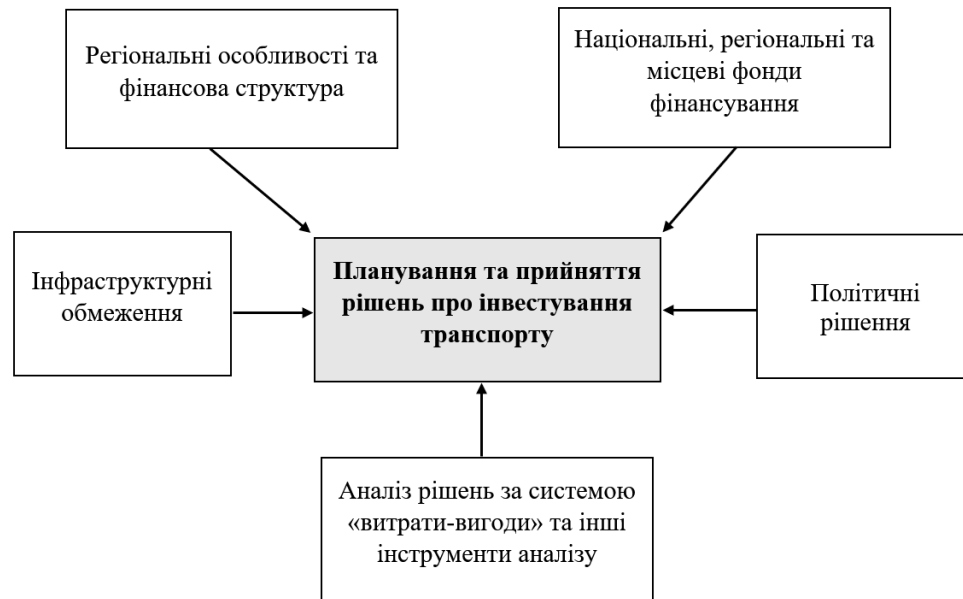 Регіональні особливості та
фінансова структура
Національні, регіональні та
місцеві фонди
фінансування
Інфраструктурні
обмеження
Планування та прийняття
рішень про інвестування
транспорту
Політичні
рішення
Аналіз рішень за системою
«витрати-вигоди» та інші
інструменти аналізу